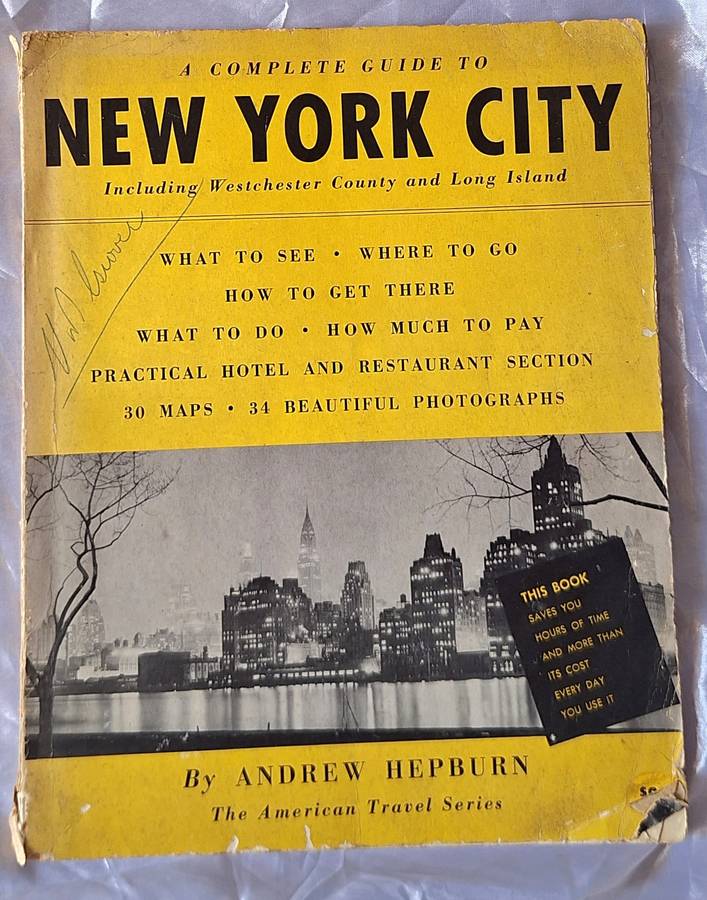 A COMPLETE GUIDE TO
NEW YORK CITY
Including Westchester County and Long Island
WHAT TO SEE • WHERE TO GO
HOW TO GET THERE
WHAT TO DO • HOW MUCH TO PAY
PRACTICAL HOTEL AND RESTAURANT SECTION
30 MAPS • 34 BEAUTIFUL PHOTOGRAPHS
THIS BOOK
SAVES YOU
HOURS OF TIME
AND MORE THAN
ITS COST
EVERY DAY
YOU USE IT
By ANDREW HEPBURN
The American Travel Series